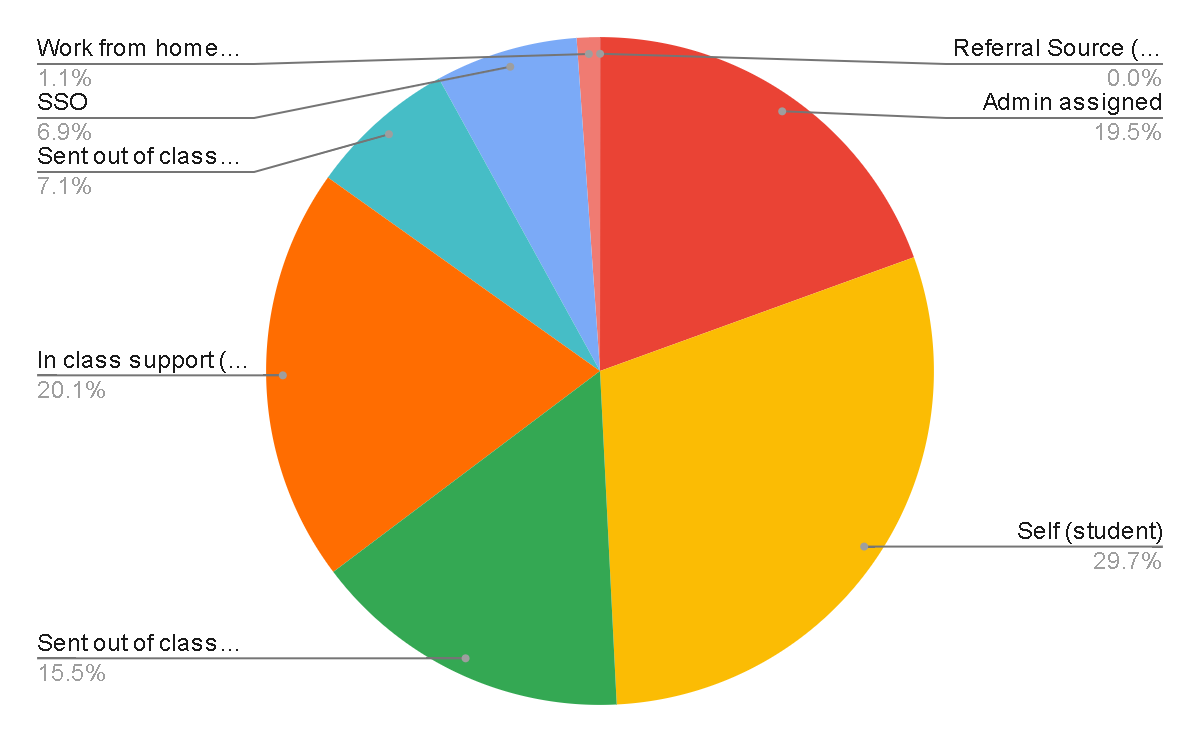 Work from home...
1.1%
SSO
6.9%
Sent out of class...
7.1%
In class support (...
20.1%
Sent out of class...
15.5%
Referral Source (...
0.0%
Admin assigned
19.5%
Self (student)
29.7%